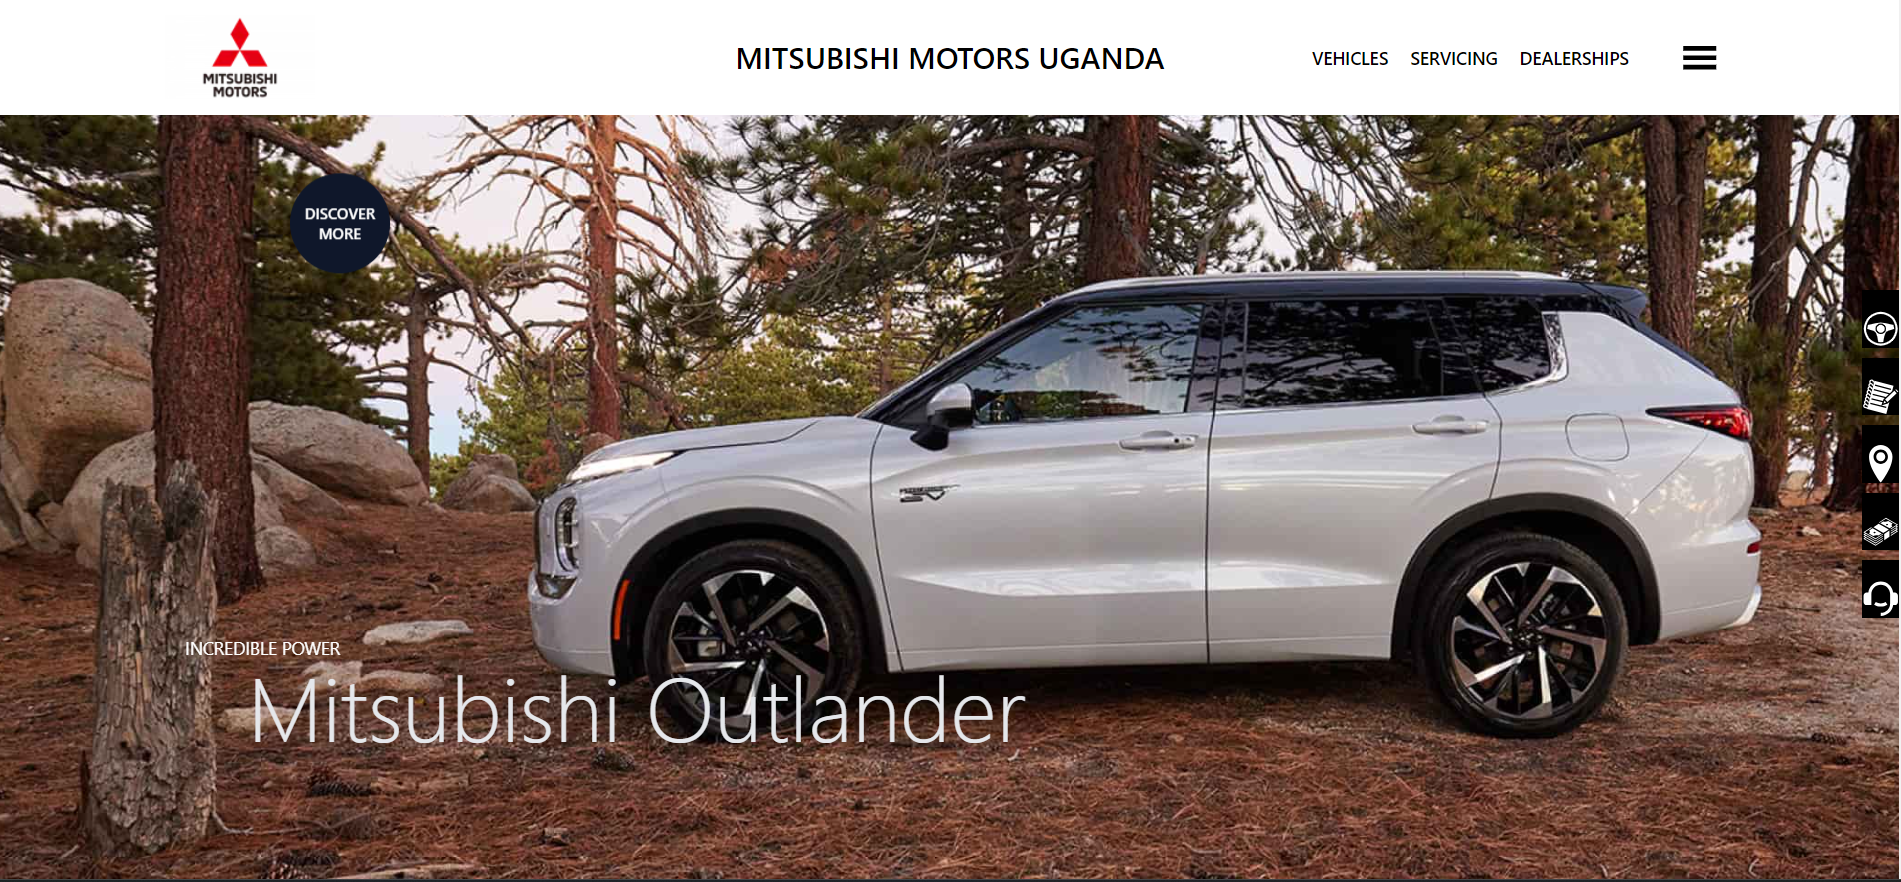 MITSUBISHI
MOTORS
MITSUBISHI MOTORS UGANDA
VEHICLES SERVICING DEALERSHIPS
DISCOVER
MORE
INCREDIBLE POWER
Mitsubishi Outlander